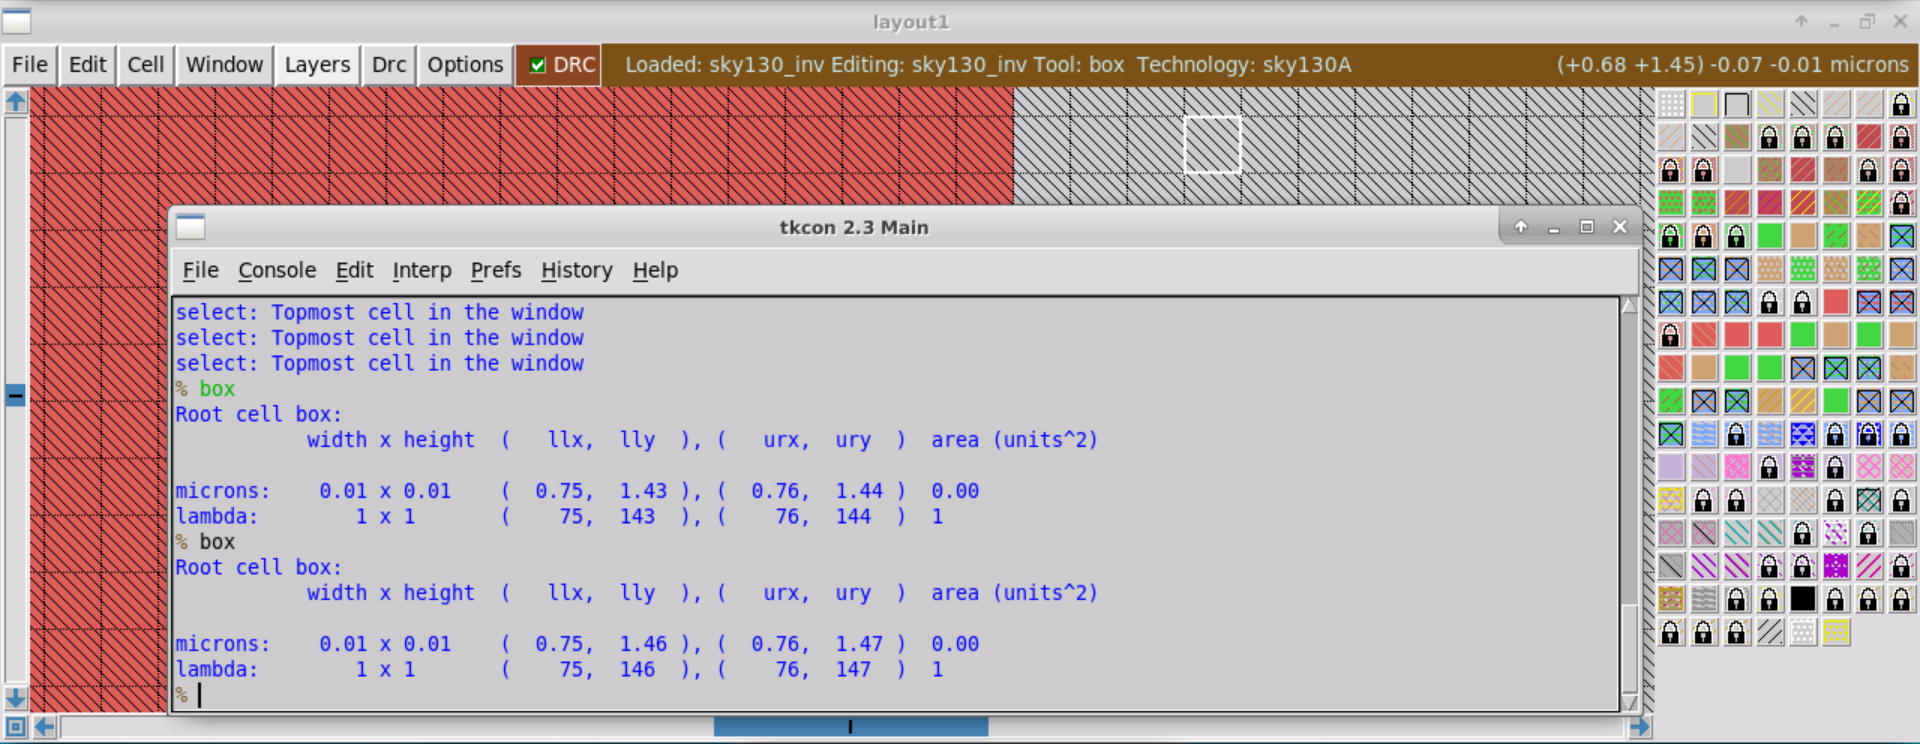 layout1
File Edit Cell Window Layers Drc Options DRC Loaded: sky130_inv Editing: sky130_inv Tool: box Technology: sky130A (+0.68 +1.45) -0.07 -0.01 microns
tkcon 2.3 Main
File Console Edit Interp Prefs History Help
select: Topmost cell in the window
select: Topmost cell in the window
select: Topmost cell in the window
% box
Root cell box:
width x height ( llx, lly ), ( urx, ury ) area (units^2)
microns: 0.01 x 0.01 ( 0.75, 1.43 ), ( 0.76, 1.44 ) 0.00
lambda: 1 x 1 ( 75, 143 ), ( 76, 144 ) 1
% box
Root cell box:
width x height ( llx, lly ), ( urx, ury ) area (units^2)
microns: 0.01 x 0.01 ( 0.75, 1.46 ), ( 0.76, 1.47 ) 0.00
lambda: 1 x 1 ( 75, 146 ), ( 76, 147 ) 1
%